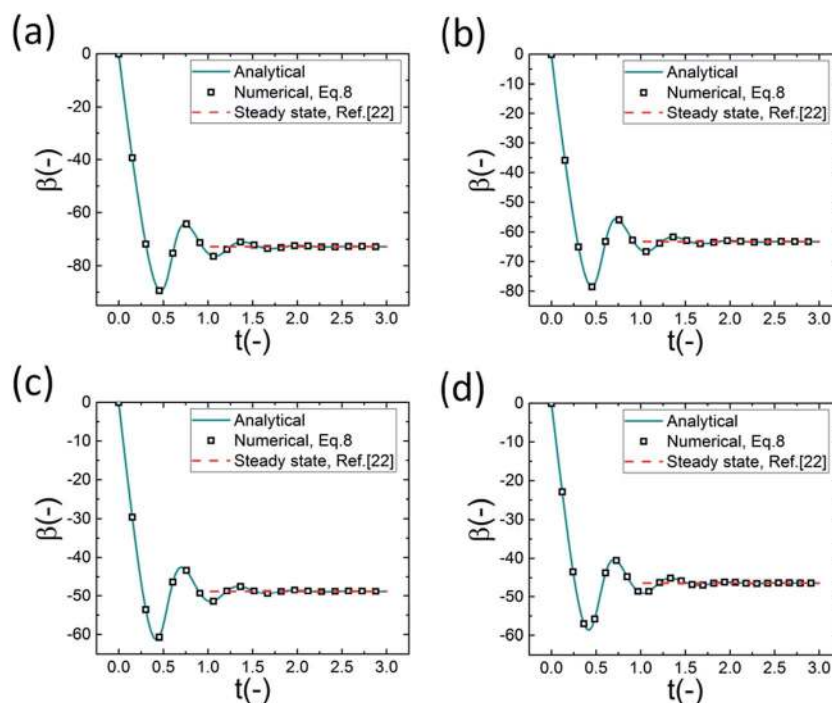 (a)
0
-20
-40
-60
-80
β(-)
Analytical
Numerical, Eq.8
Steady state, Ref.[22]
0.0 0.5 1.0 1.5 2.0 2.5 3.0
t(-)
(b)
0
-10
-20
-30
-40
-50
-60
-70
-80
β(-)
Analytical
Numerical, Eq.8
Steady state, Ref.[22]
0.0 0.5 1.0 1.5 2.0 2.5 3.0
t(-)
(c)
0
-10
-20
-30
-40
-50
-60
β(-)
Analytical
Numerical, Eq.8
Steady state, Ref.[22]
0.0 0.5 1.0 1.5 2.0 2.5 3.0
t(-)
(d)
0
-10
-20
-30
-40
-50
-60
β(-)
Analytical
Numerical, Eq.8
Steady state, Ref.[22]
0.0 0.5 1.0 1.5 2.0 2.5 3.0
t(-)